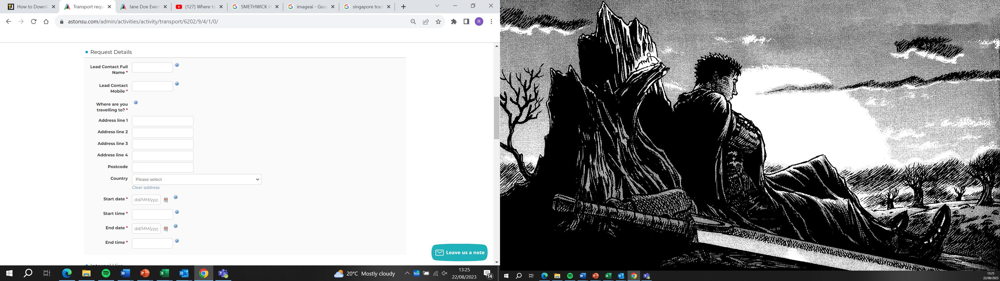 How to Downl
Transport requ
Jane Doe Event
(127) Where to
SMETHWICK H
imageai - Goo
singapore trac
astonsu.com/admin/activities/activity/transport/6202/9/4/1/0/
R
Request Details
Lead Contact Full
Name *
Lead Contact
Mobile *
Where are you
travelling to? *
Address line 1
Address line 2
Address line 3
Address line 4
Postcode
Country
Please select
Clear address
Start date *
dd/MM/yyyy
Start time *
End date *
dd/MM/yyyy
End time *
Leave us a note
Internal Hire
20°C Mostly cloudy
13:25
22/08/2023
14
13:25
22/08/2023